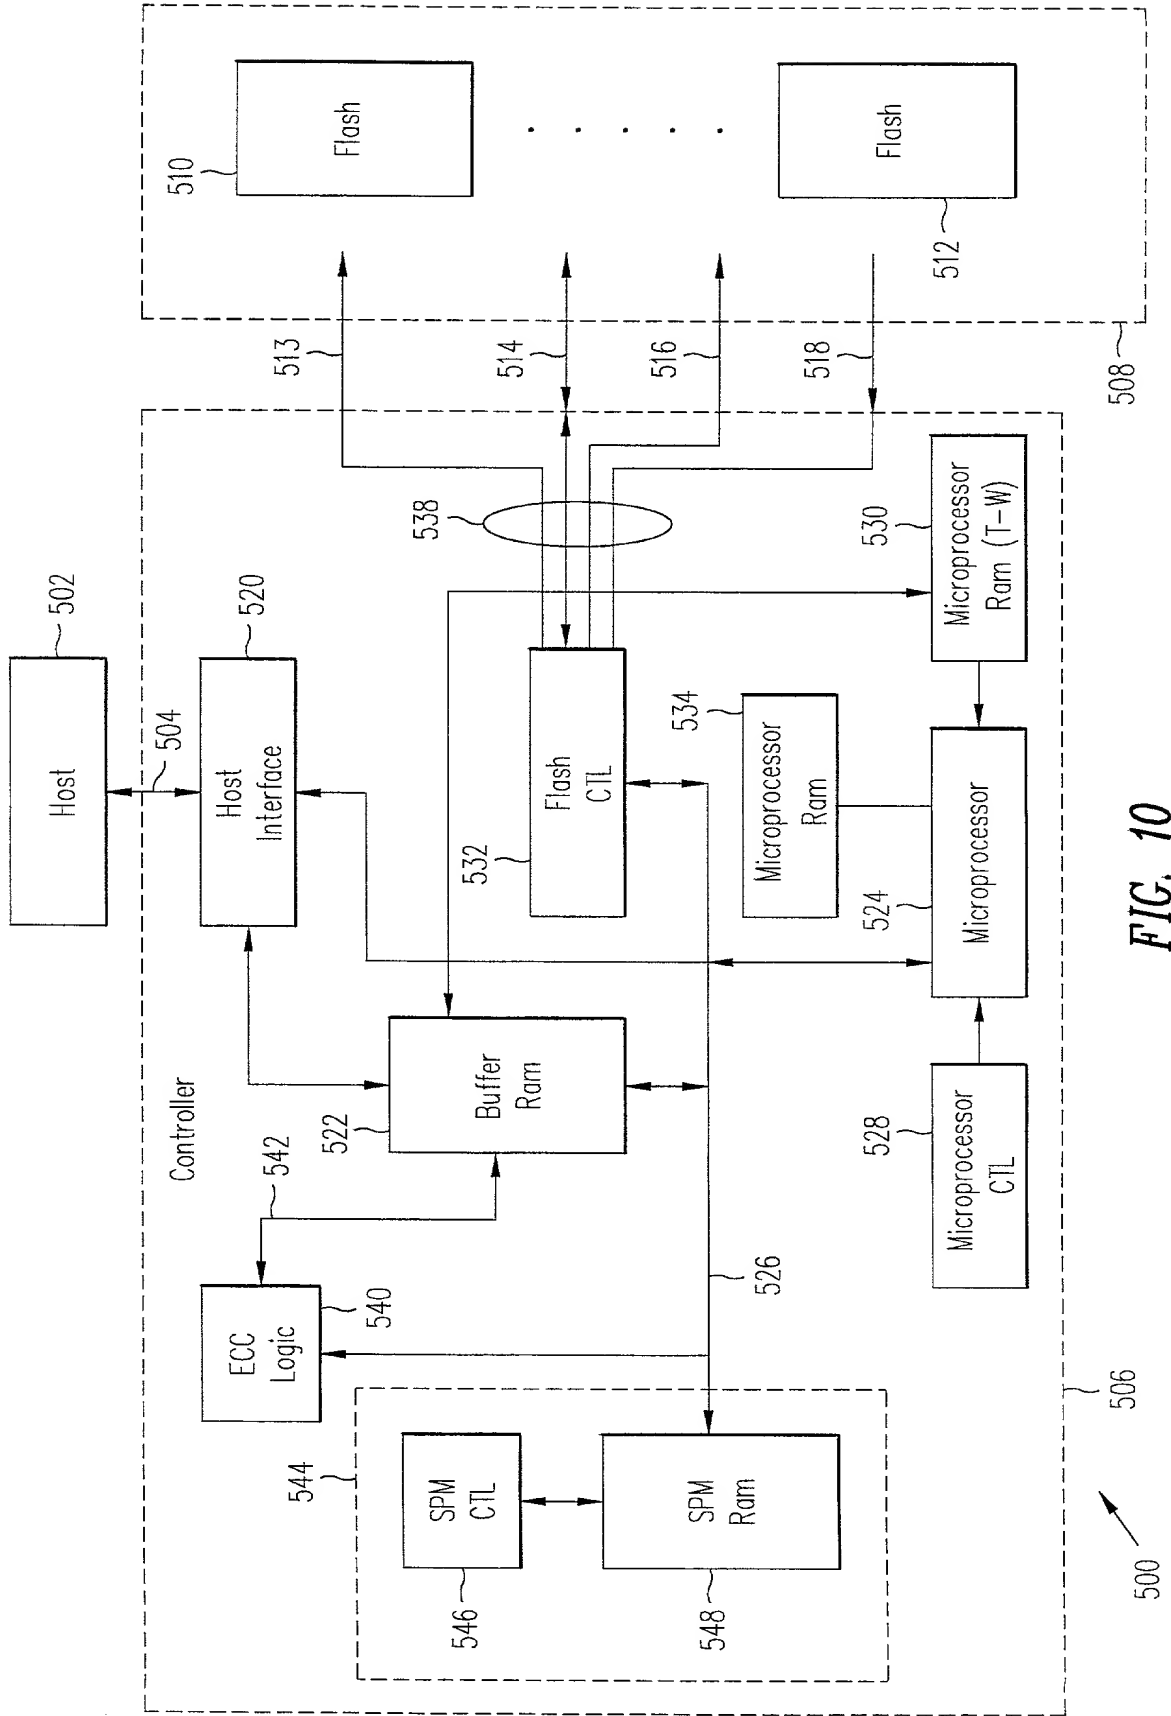 502
Host
504
Controller
Host
Interface
520
ECC
Logic
540
542
522
Buffer
Ram
532
Flash
CTL
538
513
514
516
518
510
Flash
. . . . .
Flash
512
508
544
SPM
CTL
546
SPM
Ram
548
526
534
Microprocessor
Ram
528
Microprocessor
CTL
524
Microprocessor
530
Microprocessor
Ram (T-W)
506
500
FIG. 10